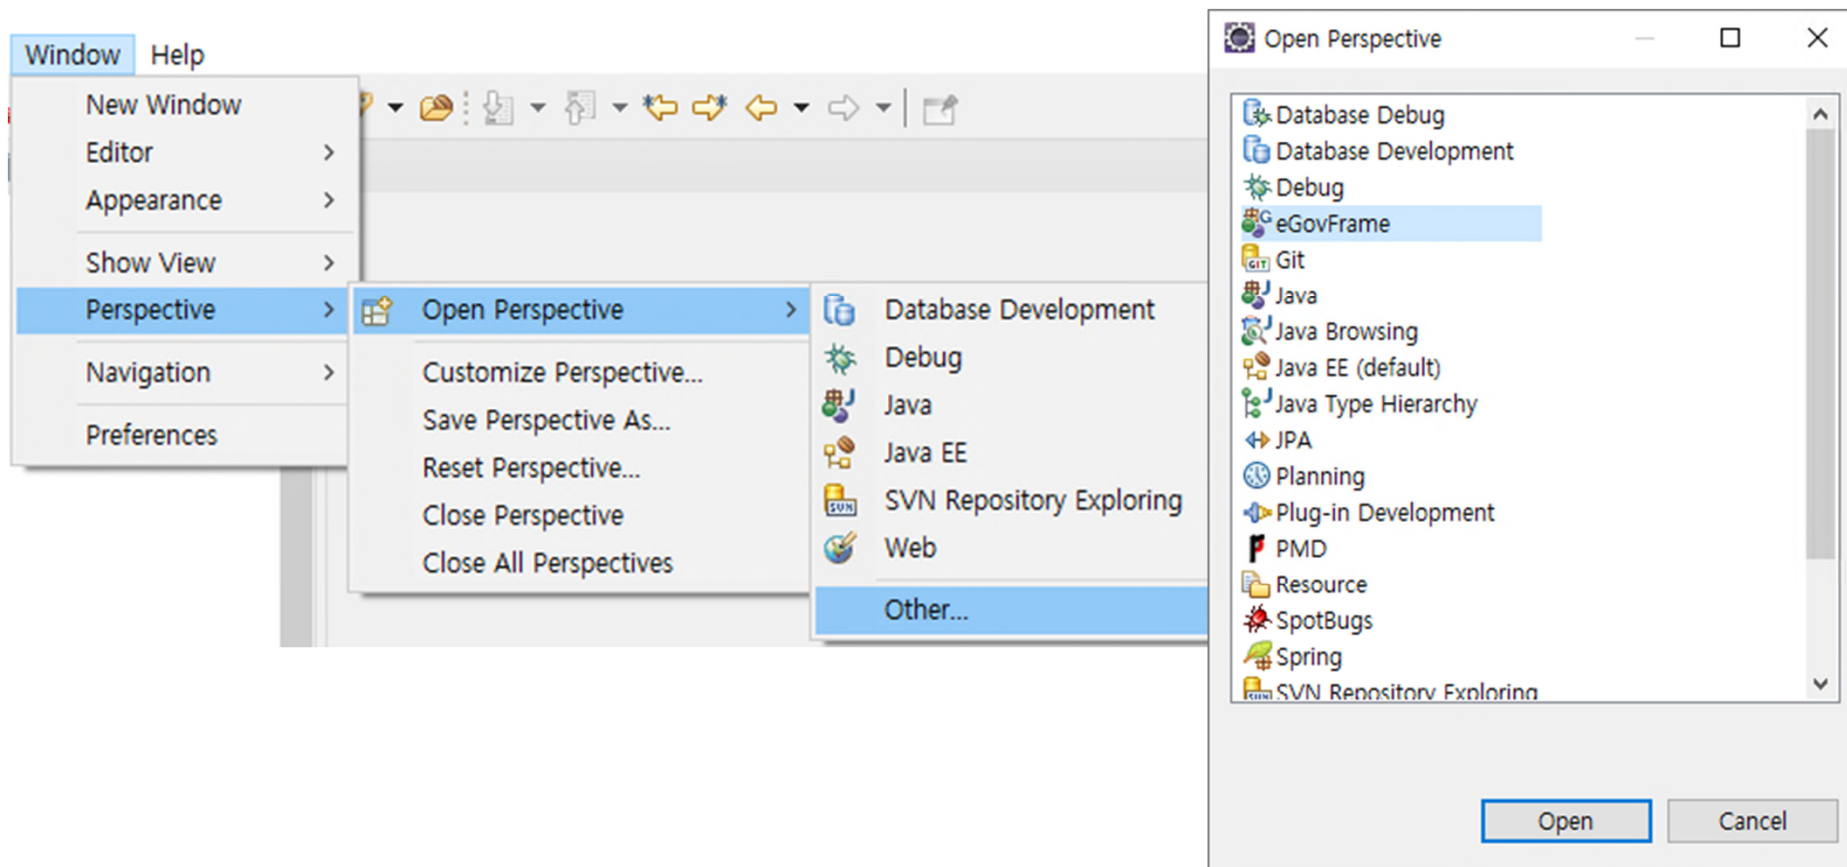 Window Help
New Window
Editor
Appearance
Show View
Perspective
Navigation
Preferences
Open Perspective
Customize Perspective...
Save Perspective As...
Reset Perspective...
Close Perspective
Close All Perspectives
Database Development
Debug
Java
Java EE
SVN Repository Exploring
Web
Other...
Open Perspective
Database Debug
Database Development
Debug
eGovFrame
Git
Java
Java Browsing
Java EE (default)
Java Type Hierarchy
JPA
Planning
Plug-in Development
PMD
Resource
SpotBugs
Spring
SVN Repository Exploring
Open Cancel